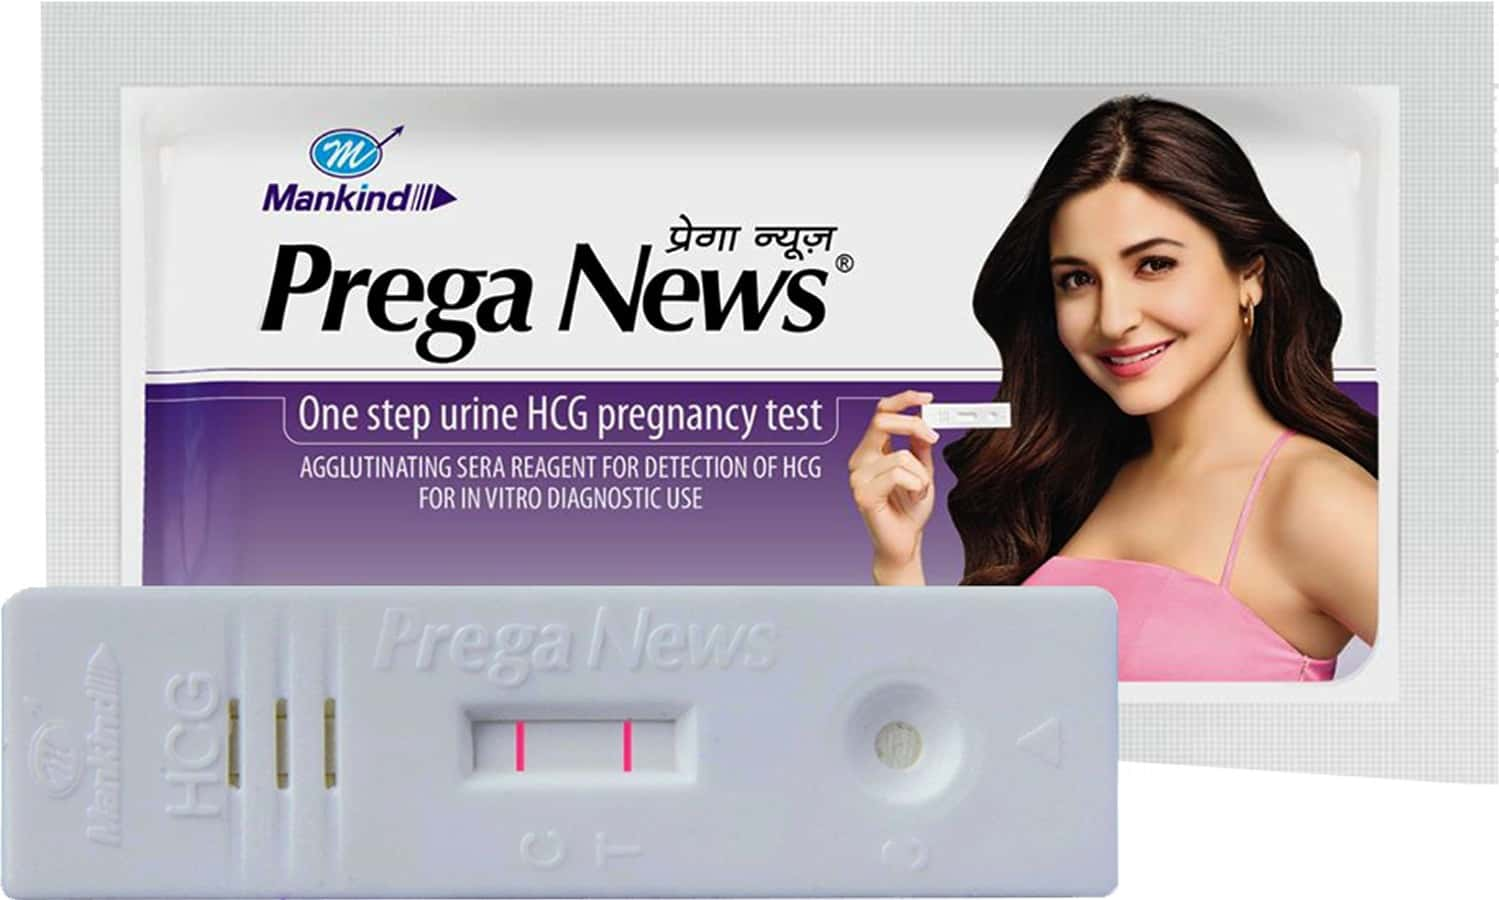 m
Mankind
प्रेगा न्यूज़
Prega News®
One step urine HCG pregnancy test
AGGLUTINATING SERA REAGENT FOR DETECTION OF HCG
FOR IN VITRO DIAGNOSTIC USE
Prega News
m
Mankind
HCG
C T
S